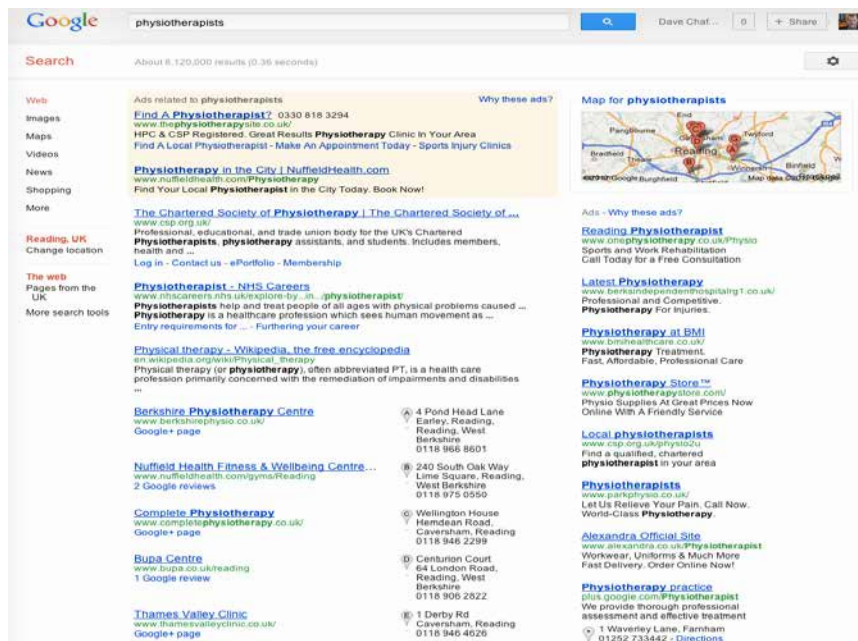 Google
physiotherapists
Dave Chaf...
0
+ Share
Search
About 8,120,000 results (0.36 seconds)
Web
Images
Maps
Videos
News
Shopping
More
Reading, UK
Change location
The web
Pages from the
UK
More search tools
Ads related to physiotherapists
Why these ads?
Find A Physiotherapist? 0330 818 3294
www.thephysiotherapysite.co.uk/
HPC & CSP Registered. Great Results Physiotherapy Clinic In Your Area
Find A Local Physiotherapist - Make An Appointment Today - Sports Injury Clinics
Physiotherapy in the City | NuffieldHealth.com
www.nuffieldhealth.com/Physiotherapy
Find Your Local Physiotherapist in the City Today. Book Now!
The Chartered Society of Physiotherapy | The Chartered Society of ...
www.csp.org.uk/
Professional, educational, and trade union body for the UK's Chartered
Physiotherapists, physiotherapy assistants, and students. Includes members,
health and ...
Log in - Contact us - ePortfolio - Membership
Physiotherapist - NHS Careers
www.nhscareers.nhs.uk/explore-by...in.../physiotherapist/
Physiotherapists help and treat people of all ages with physical problems caused ...
Physiotherapy is a healthcare profession which sees human movement as ...
Entry requirements for ... - Furthering your career
Physical therapy - Wikipedia, the free encyclopedia
en.wikipedia.org/wiki/Physical_therapy
Physical therapy (or physiotherapy), often abbreviated PT, is a health care
profession primarily concerned with the remediation of impairments and disabilities
...
Berkshire Physiotherapy Centre
www.berkshirephysio.co.uk/
Google+ page
A 4 Pond Head Lane
Earley, Reading,
Reading, West
Berkshire
0118 966 8601
Nuffield Health Fitness & Wellbeing Centre...
www.nuffieldhealth.com/gyms/Reading
2 Google reviews
B 240 South Oak Way
Lime Square, Reading,
West Berkshire
0118 975 0550
Complete Physiotherapy
www.completephysiotherapy.co.uk/
Google+ page
C Wellington House
Hemdean Road,
Caversham, Reading
0118 946 2299
Bupa Centre
www.bupa.co.uk/reading
1 Google review
D Centurion Court
64 London Road,
Reading, West
Berkshire
0118 906 2822
Thames Valley Clinic
www.thamesvalleyclinic.co.uk/
Google+ page
E 1 Derby Rd
Caversham, Reading
0118 946 4626
Map for physiotherapists
End
Pangbourne
Twyford
Bradfield
Theale
Reading
Winnersh
Binfield
Burghfield
Google
Map data
Ads - Why these ads?
Reading Physiotherapist
www.onephysiotherapy.co.uk/Physio
Sports and Work Rehabilitation
Call Today for a Free Consultation
Latest Physiotherapy
www.berksindependenthospitalrg1.co.uk/
Professional and Competitive.
Physiotherapy For Injuries.
Physiotherapy at BMI
www.bmihealthcare.co.uk/
Physiotherapy Treatment.
Fast, Affordable, Professional Care
Physiotherapy Store™
www.physiotherapystore.com/
Physio Supplies At Great Prices Now
Online With A Friendly Service
Local physiotherapists
www.csp.org.uk/physio2u
Find a qualified, chartered
physiotherapist in your area
Physiotherapists
www.parkphysio.co.uk/
Let Us Relieve Your Pain. Call Now.
World-Class Physiotherapy.
Alexandra Official Site
www.alexandra.co.uk/Physiotherapist
Workwear, Uniforms & Much More
Fast Delivery. Order Online Now!
Physiotherapy practice
plus.google.com/Physiotherapist
We provide thorough professional
assessment and effective treatment
1 Waverley Lane, Farnham
01252 733442 - Directions